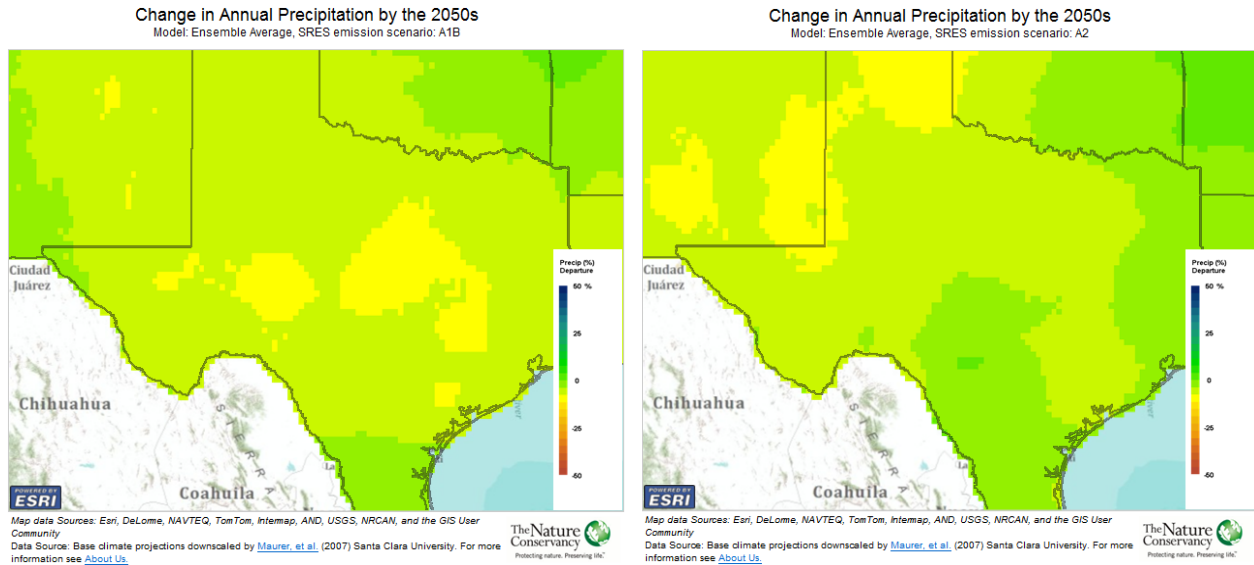 Change in Annual Precipitation by the 2050s
Model: Ensemble Average, SRES emission scenario: A1B
Ciudad
Juárez
Chihuahua
SIERRA
La
Coahuila
Precip (%)
Departure
50 %
25
0
-25
-50
POWERED BY
ESRI
Map data Sources: Esri, DeLorme, NAVTEQ, TomTom, Intermap, AND, USGS, NRCAN, and the GIS User
Community
Data Source: Base climate projections downscaled by Maurer, et al. (2007) Santa Clara University. For more
information see About Us.
The Nature
Conservancy
Protecting nature. Preserving life.™
Change in Annual Precipitation by the 2050s
Model: Ensemble Average, SRES emission scenario: A2
Ciudad
Juárez
Chihuahua
SIERRA
La
Coahuila
Precip (%)
Departure
50 %
25
0
-25
-50
POWERED BY
ESRI
Map data Sources: Esri, DeLorme, NAVTEQ, TomTom, Intermap, AND, USGS, NRCAN, and the GIS User
Community
Data Source: Base climate projections downscaled by Maurer, et al. (2007) Santa Clara University. For more
information see About Us.
The Nature
Conservancy
Protecting nature. Preserving life.™